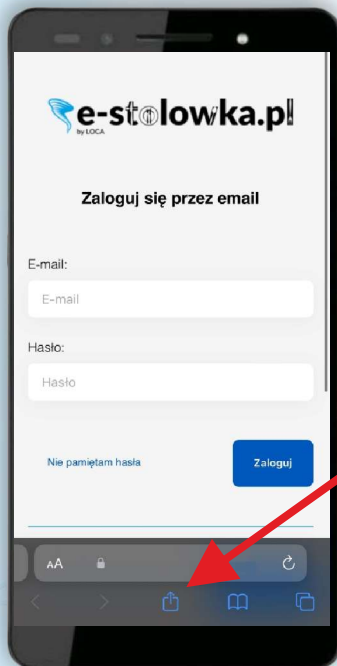 e-stolowka.pl
by LOCA
Zaloguj się przez email
E-mail:
E-mail
Hasło:
Hasło
Nie pamiętam hasła
Zaloguj
AA